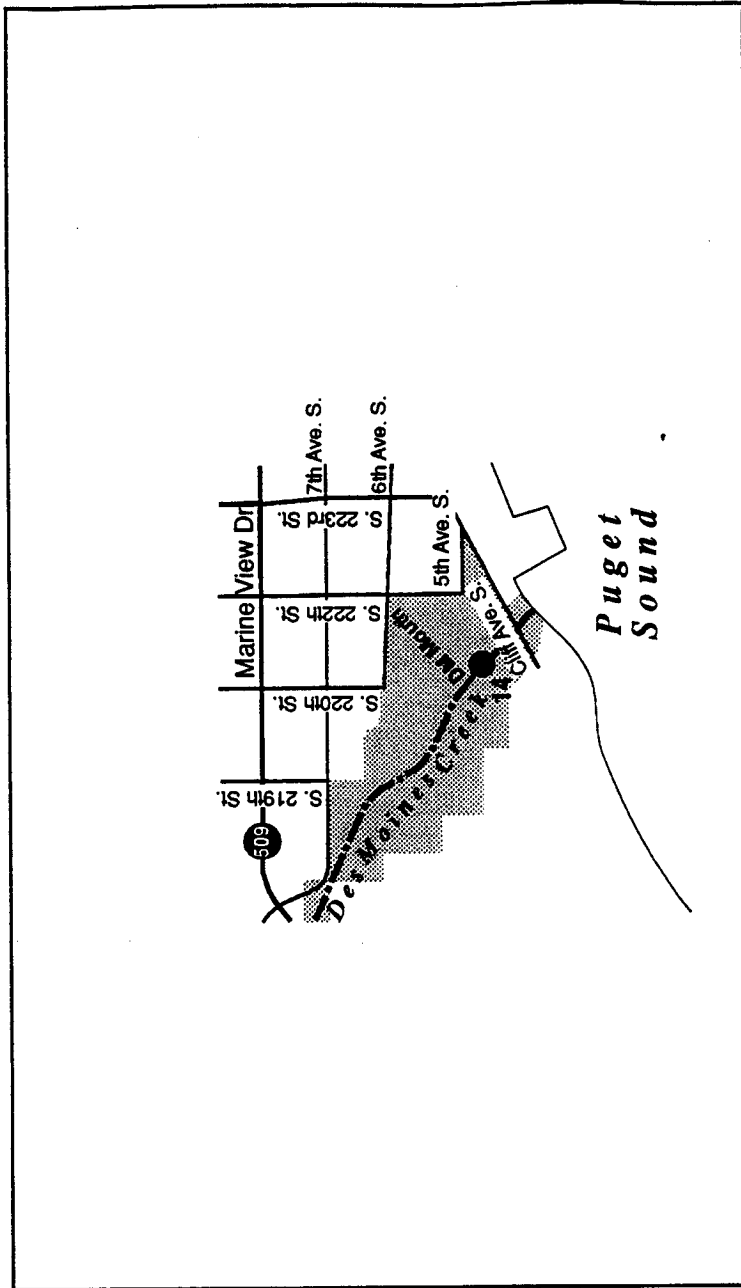 Marine View Dr.
7th Ave. S.
6th Ave. S.
5th Ave. S.
S. 223rd St.
S. 222th St.
S. 220th St.
S. 219th St.
509
DM Mouth
14
Cliff Ave. S.
Des Moines Creek
Puget
Sound